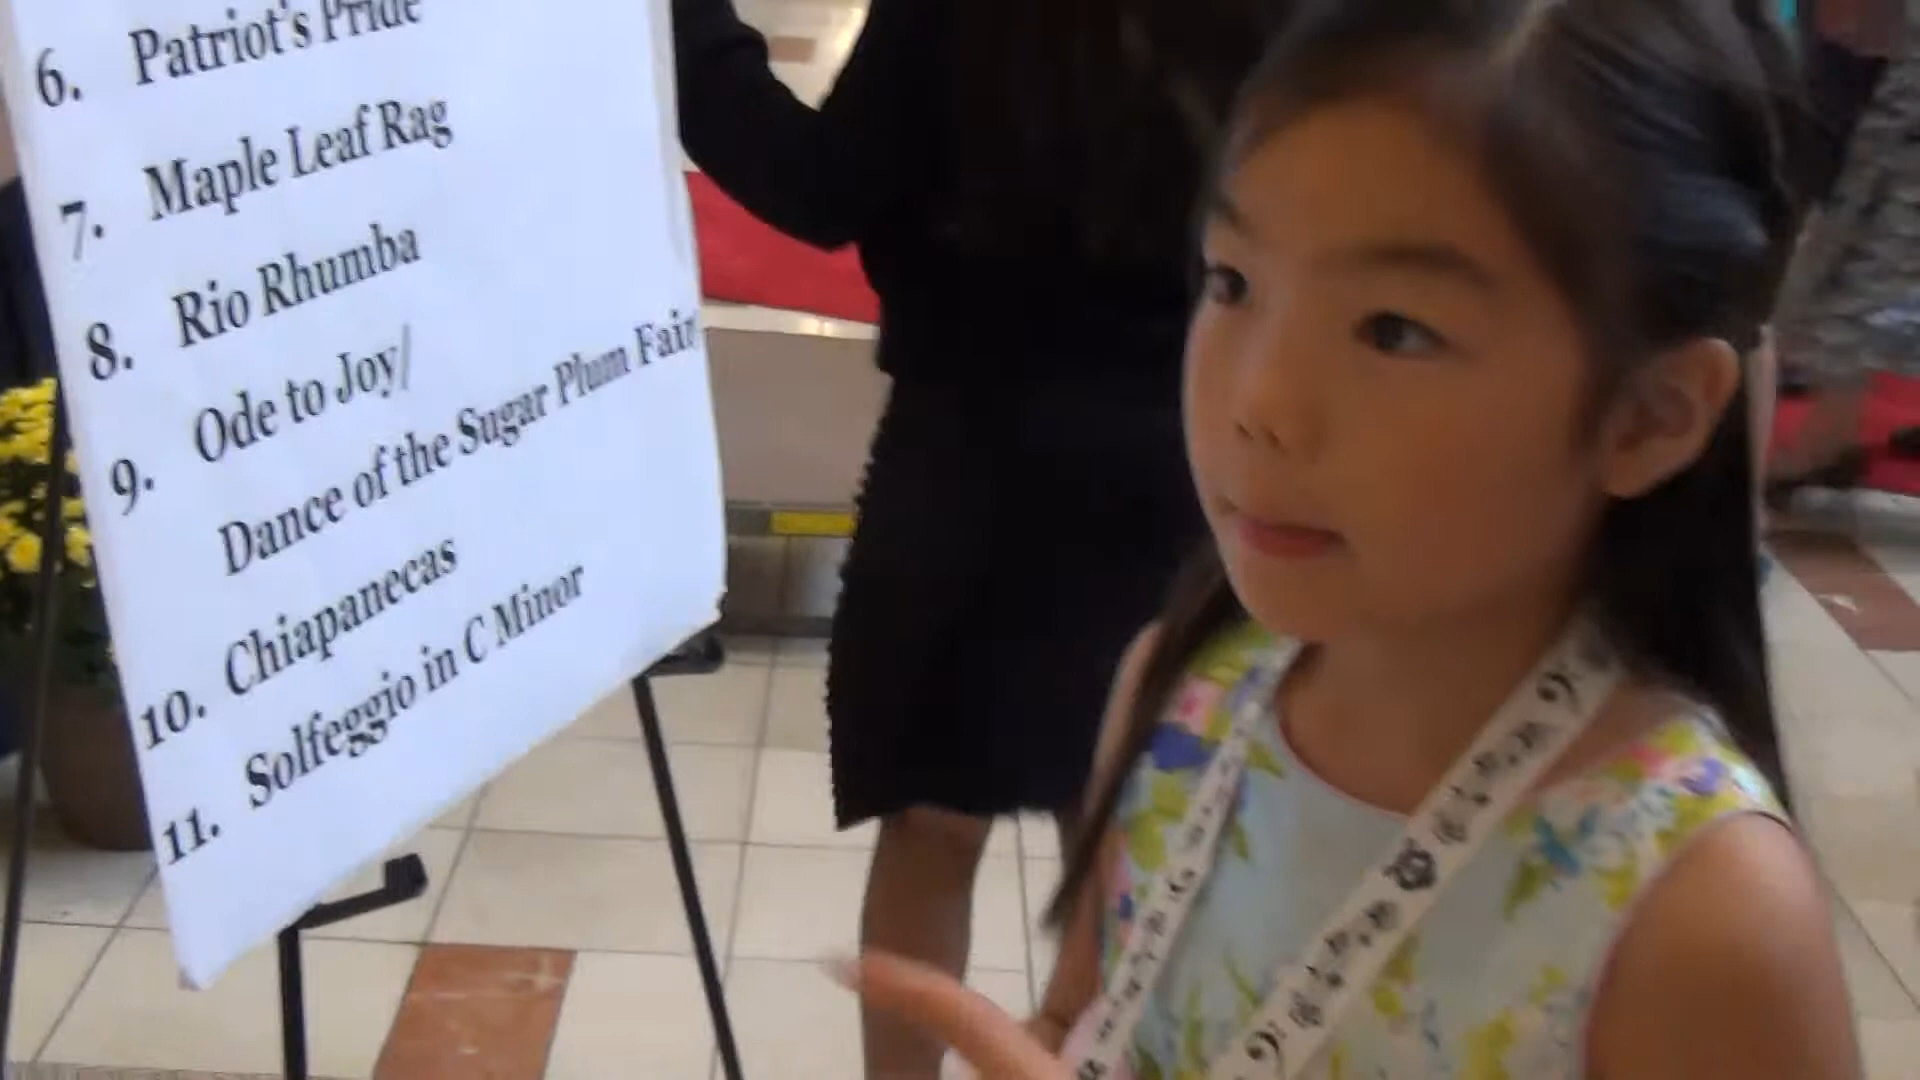 6. Patriot's Pride
7. Maple Leaf Rag
8. Rio Rhumba
9. Ode to Joy/
Dance of the Sugar Plum Fair
10. Chiapanecas
11. Solfeggio in C Minor